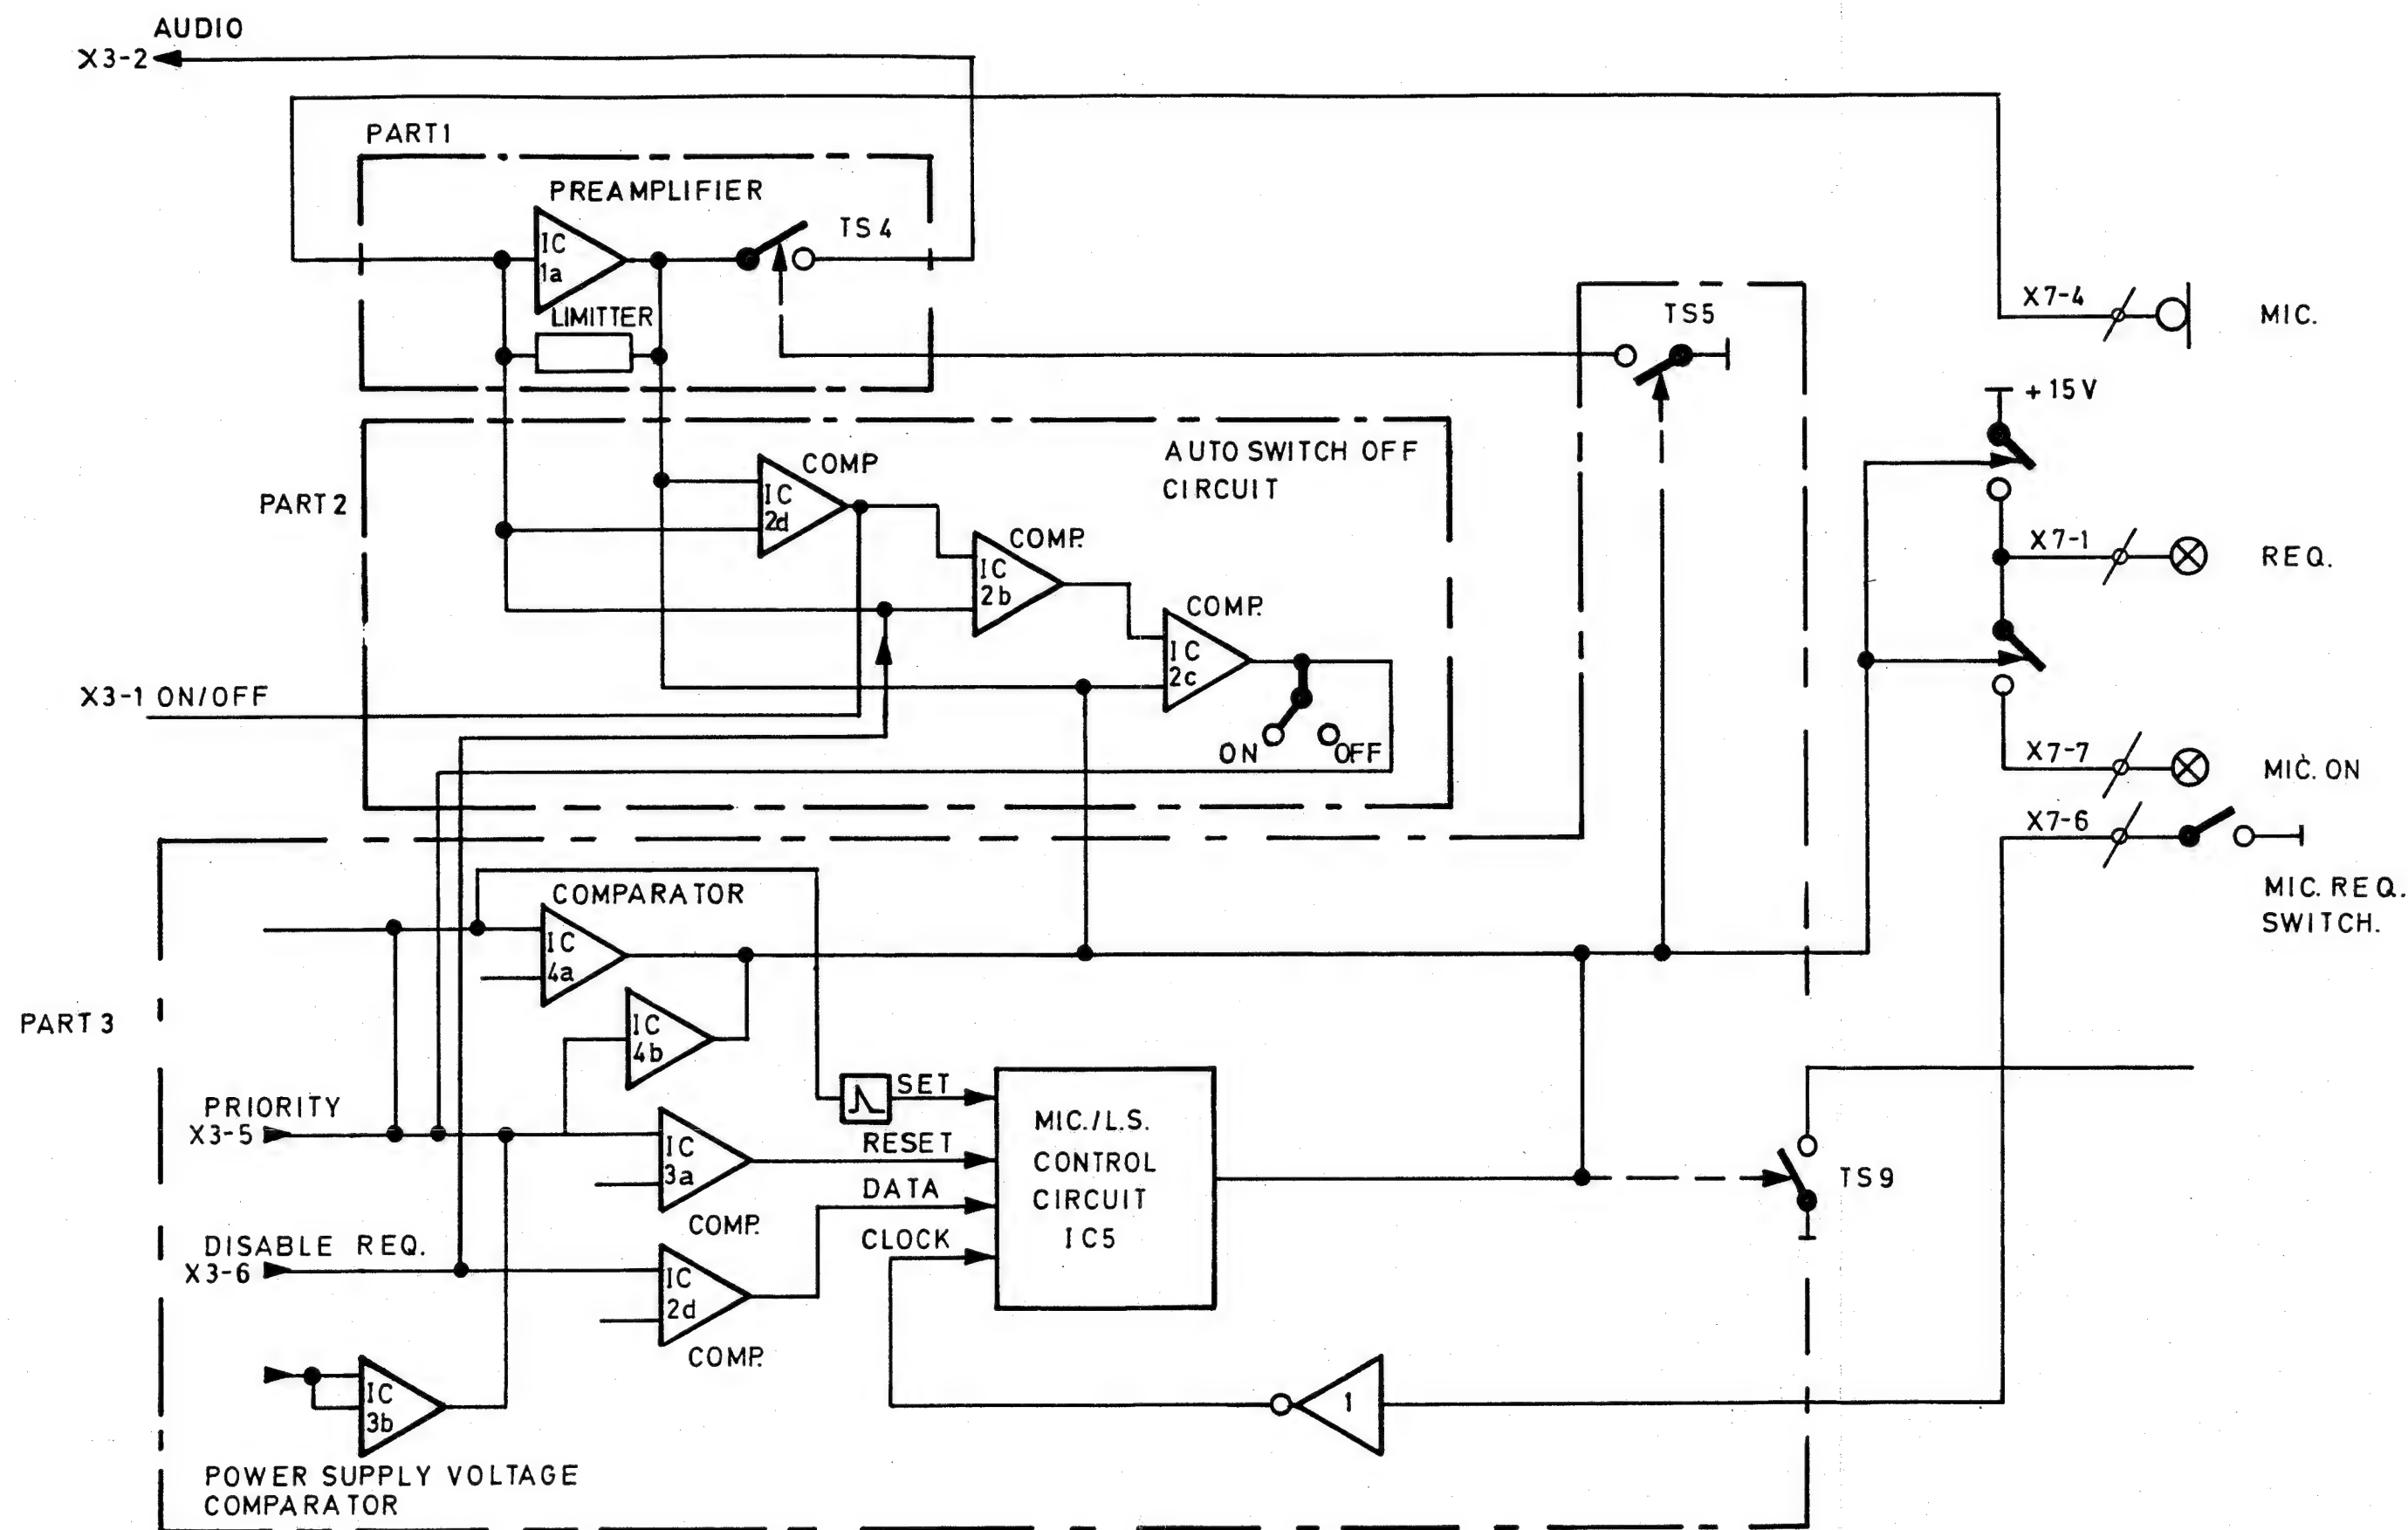 AUDIO
X3-2
PART1
PREAMPLIFIER
TS4
IC
1a
LIMITTER
TS5
X7-4
MIC.
+15V
AUTO SWITCH OFF
CIRCUIT
COMP
IC
2d
PART 2
COMP.
IC
2b
X7-1
REQ.
COMP.
IC
2c
X3-1 ON/OFF
ON
OFF
X7-7
MIC. ON
X7-6
MIC. REQ.
SWITCH.
COMPARATOR
IC
4a
PART 3
IC
4b
SET
PRIORITY
X3-5
IC
3a
COMP.
RESET
DATA
CLOCK
MIC./L.S.
CONTROL
CIRCUIT
IC5
TS9
DISABLE REQ.
X3-6
IC
2d
COMP.
IC
3b
1
POWER SUPPLY VOLTAGE
COMPARATOR